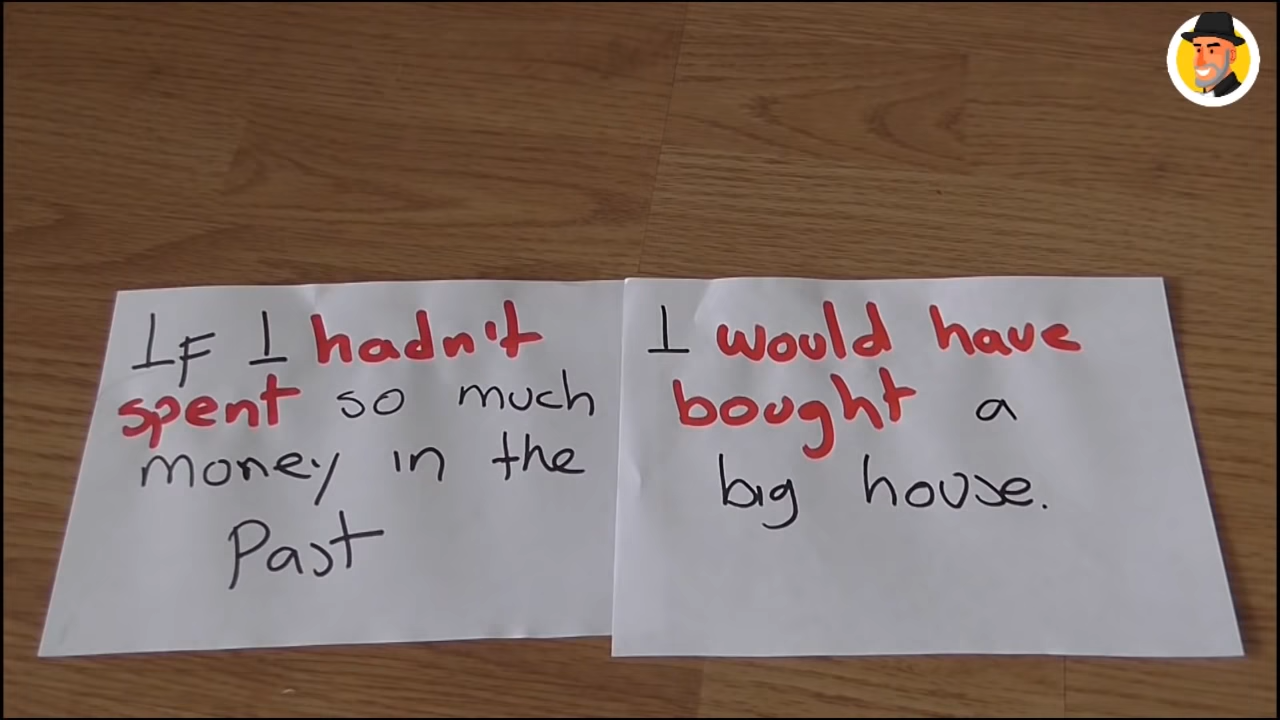 If I hadn't
spent so much
money in the
Past
I would have
bought a
big house.